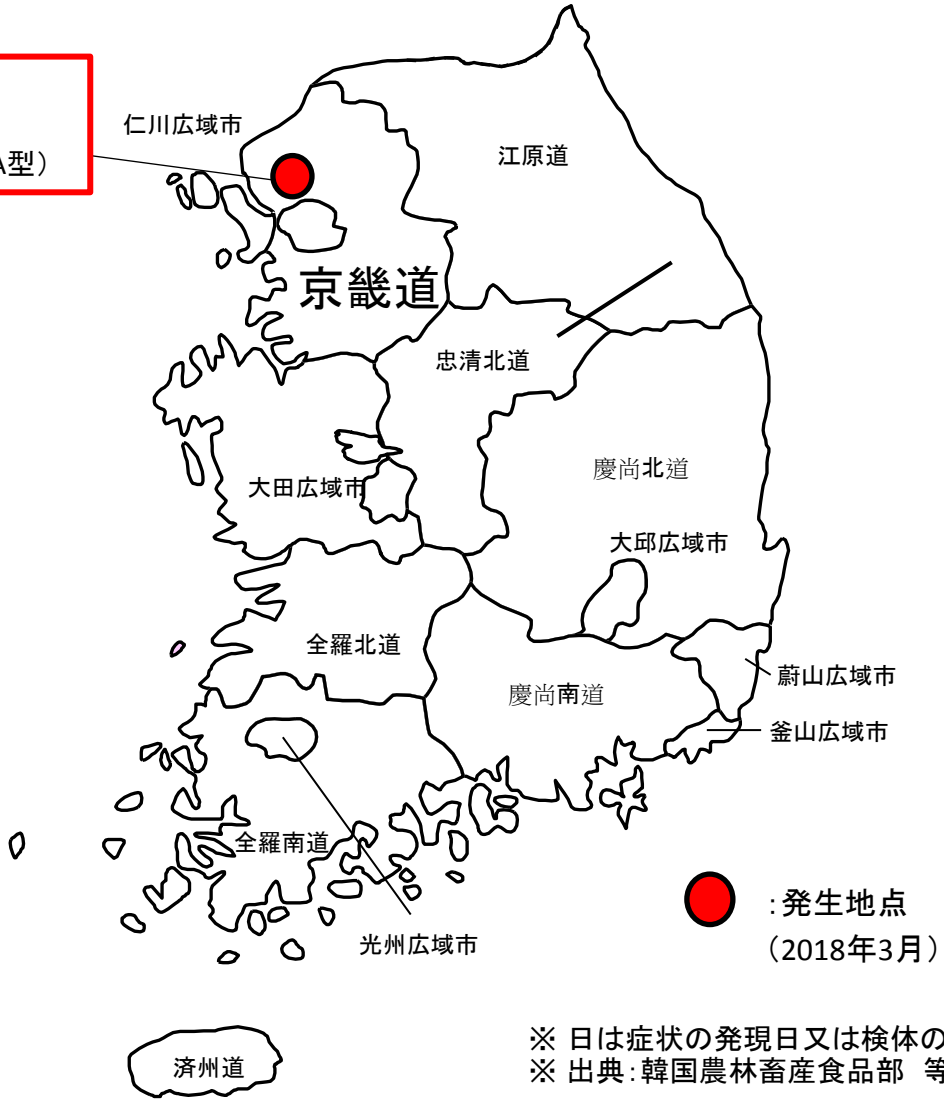 仁川広域市
A型）
江原道
京畿道
忠清北道
慶尚北道
大田広域市
大邱広域市
全羅北道
蔚山広域市
慶尚南道
釜山広域市
全羅南道
：発生地点
光州広域市
（2018年3月）
※ 日は症状の発現日又は検体の
済州道
※ 出典：韓国農林畜産食品部 等